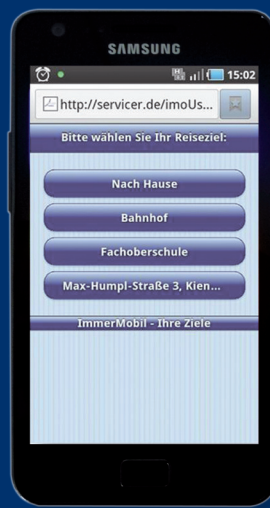 SAMSUNG
15:02
http://servicer.de/imoUs...
Bitte wählen Sie Ihr Reiseziel:
Nach Hause
Bahnhof
Fachoberschule
Max-Humpl-Straße 3, Kien...
ImmerMobil - Ihre Ziele